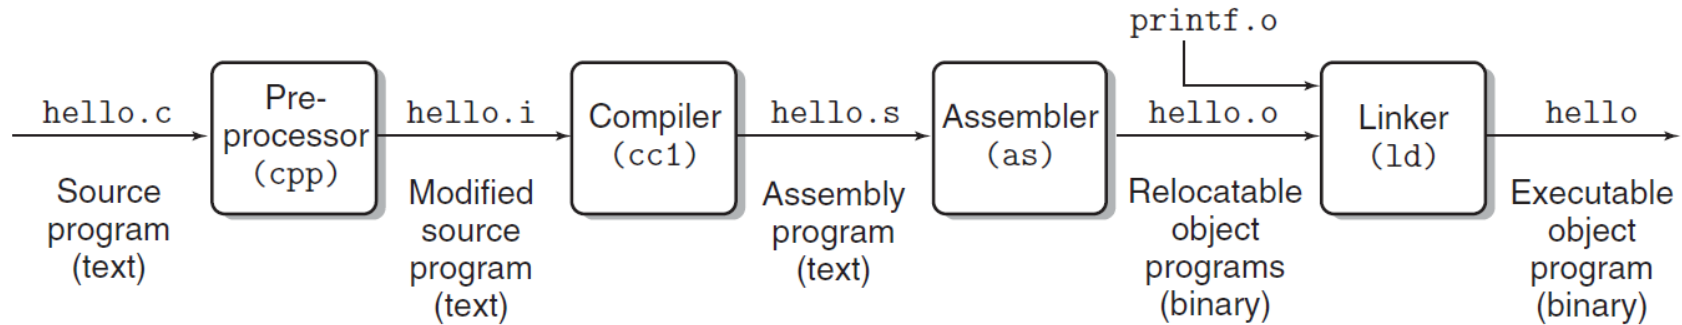 printf.o
hello.c
Pre-
processor
(cpp)
hello.i
Compiler
(cc1)
hello.s
Assembler
(as)
hello.o
Linker
(ld)
hello
Source
program
(text)
Modified
source
program
(text)
Assembly
program
(text)
Relocatable
object
programs
(binary)
Executable
object
program
(binary)